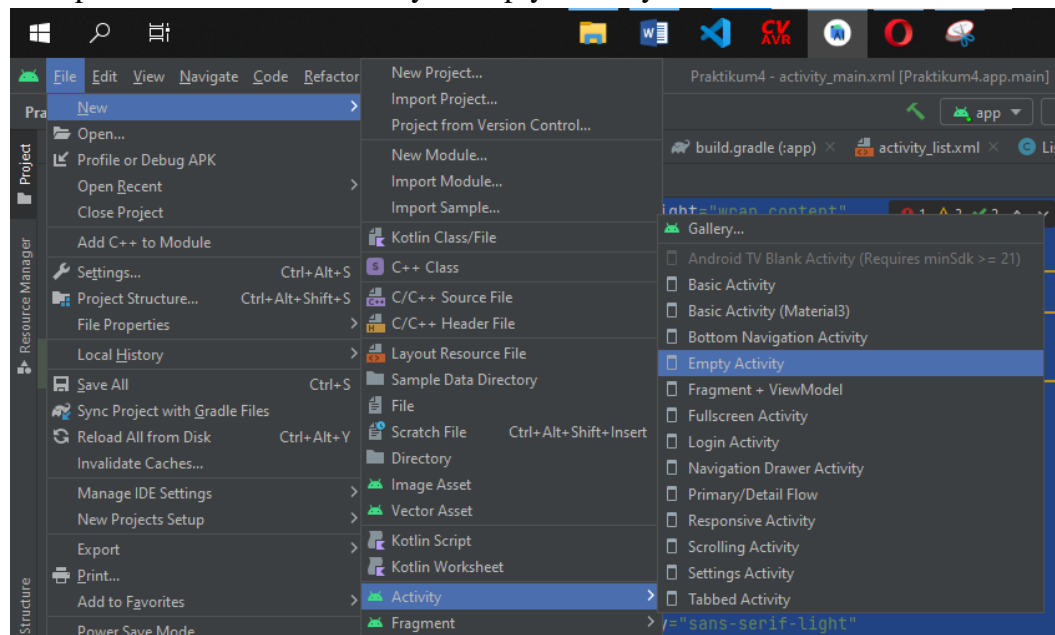 File Edit View Navigate Code Refactor
Praktikum4 - activity_main.xml [Praktikum4.app.main]
app
build.gradle (:app)
activity_list.xml
Project
Resource Manager
Structure
New
Open...
Profile or Debug APK
Open Recent
Close Project
Add C++ to Module
Settings... Ctrl+Alt+S
Project Structure... Ctrl+Alt+Shift+S
File Properties
Local History
Save All Ctrl+S
Sync Project with Gradle Files
Reload All from Disk Ctrl+Alt+Y
Invalidate Caches...
Manage IDE Settings
New Projects Setup
Export
Print...
Add to Favorites
Power Save Mode
New Project...
Import Project...
Project from Version Control...
New Module...
Import Module...
Import Sample...
Kotlin Class/File
C++ Class
C/C++ Source File
C/C++ Header File
Layout Resource File
Sample Data Directory
File
Scratch File Ctrl+Alt+Shift+Insert
Directory
Image Asset
Vector Asset
Kotlin Script
Kotlin Worksheet
Activity
Fragment
Gallery...
Android TV Blank Activity (Requires minSdk >= 21)
Basic Activity
Basic Activity (Material3)
Bottom Navigation Activity
Empty Activity
Fragment + ViewModel
Fullscreen Activity
Login Activity
Navigation Drawer Activity
Primary/Detail Flow
Responsive Activity
Scrolling Activity
Settings Activity
Tabbed Activity
y="sans-serif-light"